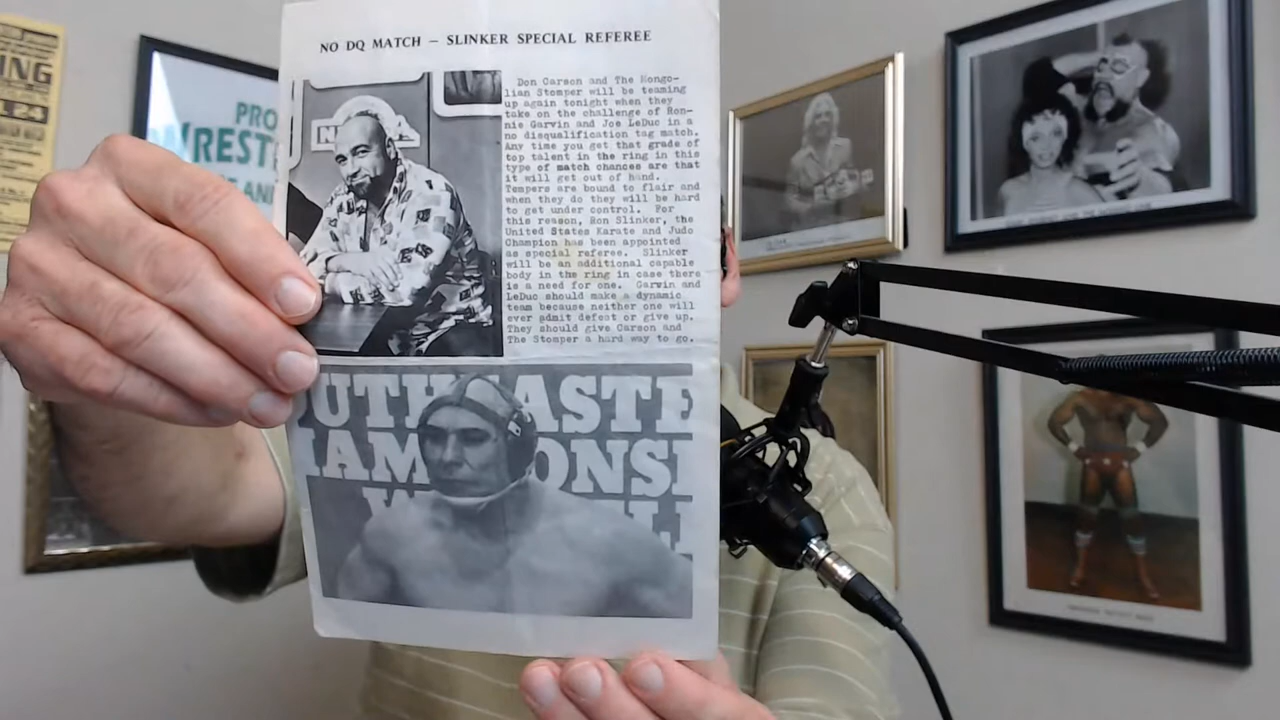 ING
L 24
PRO
WREST
AN
NO DQ MATCH – SLINKER SPECIAL REFEREE
Don Carson and The Mongo-
lian Stomper will be teaming
up again tonight when they
take on the challenge of Ron-
nie Garvin and Joe LeDuc in a
no disqualification tag match.
Any time you get that grade of
top talent in the ring in this
type of match chances are that
it will get out of hand.
Tempers are bound to flair and
when they do they will be hard
to get under control. For
this reason, Ron Slinker, the
United States Karate and Judo
Champion has been appointed
as special referee. Slinker
will be an additional capable
body in the ring in case there
is a need for one. Garvin and
LeDuc should make a dynamic
team because neither one will
ever admit defeat or give up.
They should give Carson and
The Stomper a hard way to go.
OUTH ASTE
HAM ONS